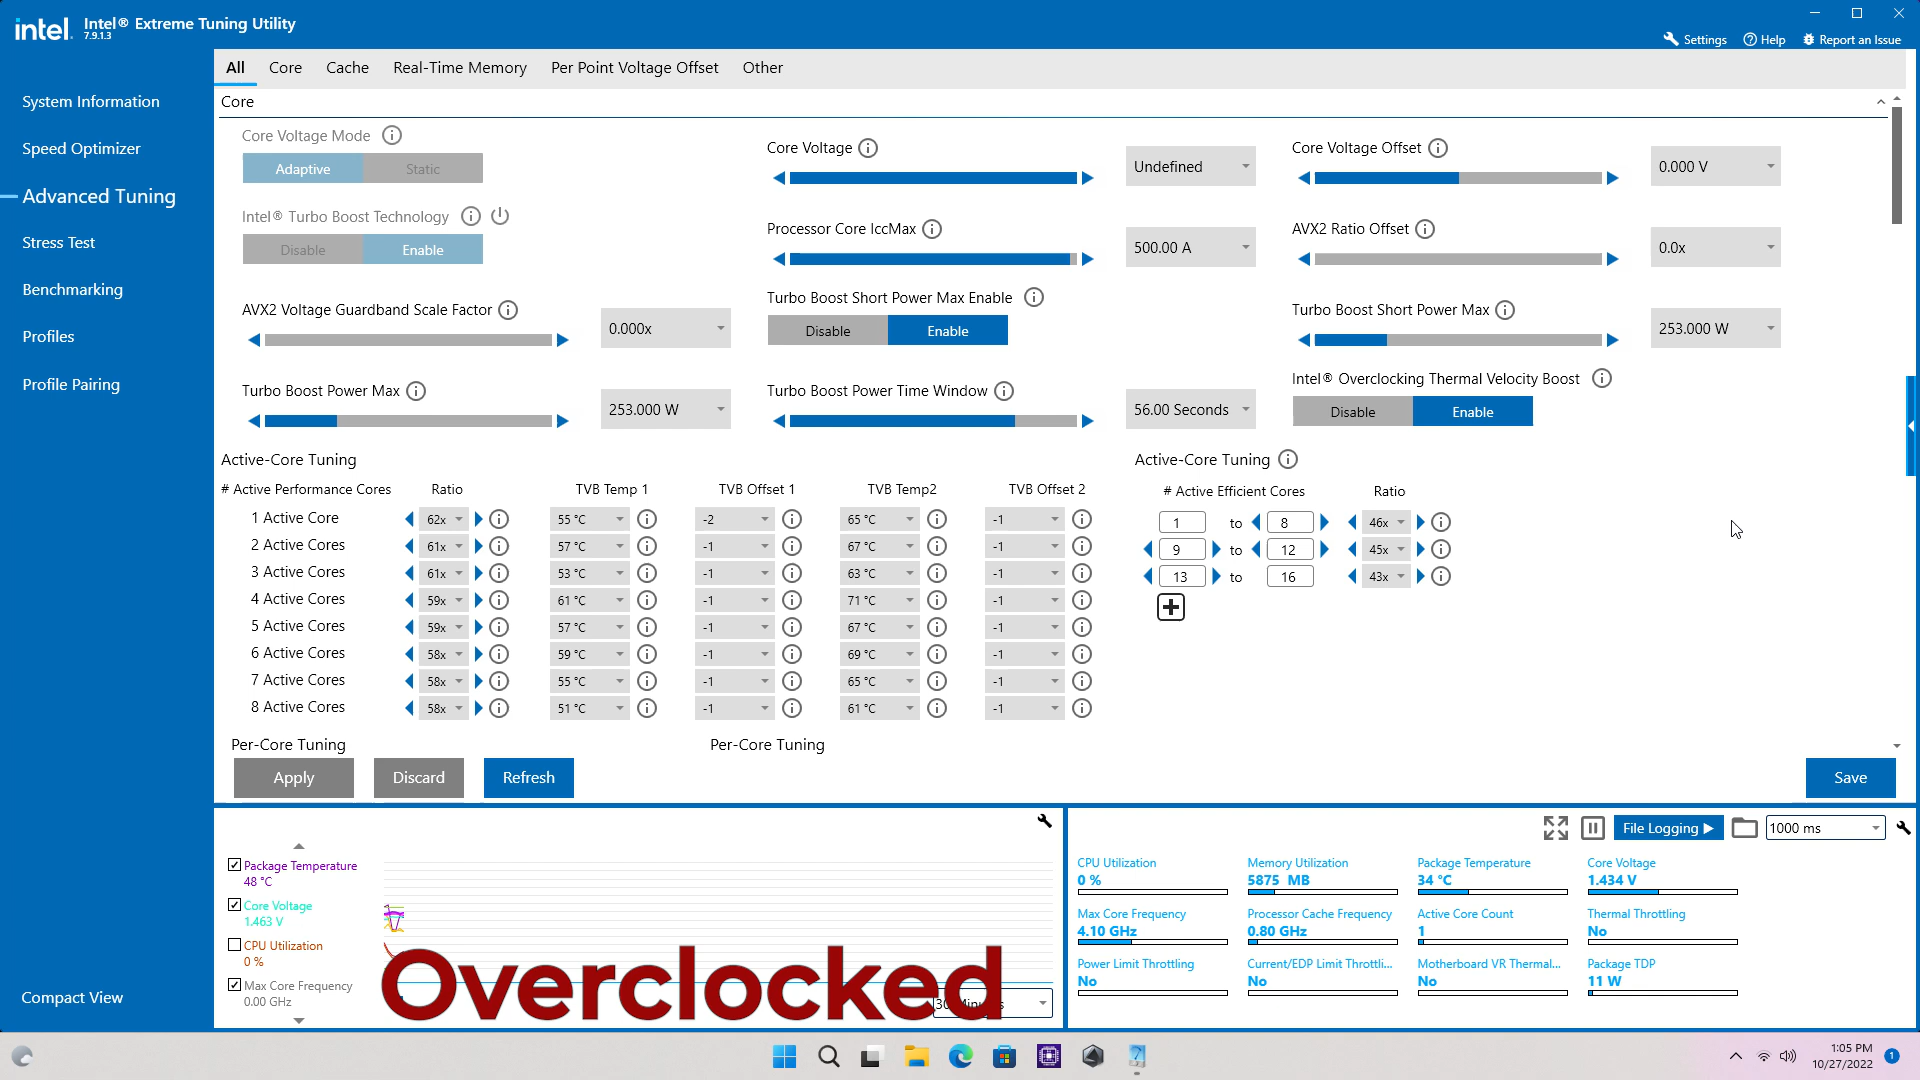 intel.
Intel® Extreme Tuning Utility
7.9.1.3
Settings
Help
Report an Issue
System Information
Speed Optimizer
Advanced Tuning
Stress Test
Benchmarking
Profiles
Profile Pairing
Compact View
All Core Cache Real-Time Memory Per Point Voltage Offset Other
Core
Core Voltage Mode
Adaptive Static
Core Voltage
Undefined
Core Voltage Offset
0.000 V
Intel® Turbo Boost Technology
Disable Enable
Processor Core IccMax
500.00 A
AVX2 Ratio Offset
0.0x
AVX2 Voltage Guardband Scale Factor
0.000x
Turbo Boost Short Power Max Enable
Disable Enable
Turbo Boost Short Power Max
253.000 W
Turbo Boost Power Max
253.000 W
Turbo Boost Power Time Window
56.00 Seconds
Intel® Overclocking Thermal Velocity Boost
Disable Enable
Active-Core Tuning
# Active Performance Cores Ratio TVB Temp 1 TVB Offset 1 TVB Temp2 TVB Offset 2
1 Active Core 62x 55 °C -2 65 °C -1
2 Active Cores 61x 57 °C -1 67 °C -1
3 Active Cores 61x 53 °C -1 63 °C -1
4 Active Cores 59x 61 °C -1 71 °C -1
5 Active Cores 59x 57 °C -1 67 °C -1
6 Active Cores 58x 59 °C -1 69 °C -1
7 Active Cores 58x 55 °C -1 65 °C -1
8 Active Cores 58x 51 °C -1 61 °C -1
Active-Core Tuning
# Active Efficient Cores Ratio
1 to 8 46x
9 to 12 45x
13 to 16 43x
Per-Core Tuning Per-Core Tuning
Apply Discard Refresh Save
Package Temperature
48 °C
Core Voltage
1.463 V
CPU Utilization
0 %
Max Core Frequency
0.00 GHz
Overclocked
File Logging
1000 ms
CPU Utilization
0 %
Memory Utilization
5875 MB
Package Temperature
34 °C
Core Voltage
1.434 V
Max Core Frequency
4.10 GHz
Processor Cache Frequency
0.80 GHz
Active Core Count
1
Thermal Throttling
No
Power Limit Throttling
No
Current/EDP Limit Throttli...
No
Motherboard VR Thermal...
No
Package TDP
11 W
1:05 PM
10/27/2022
1